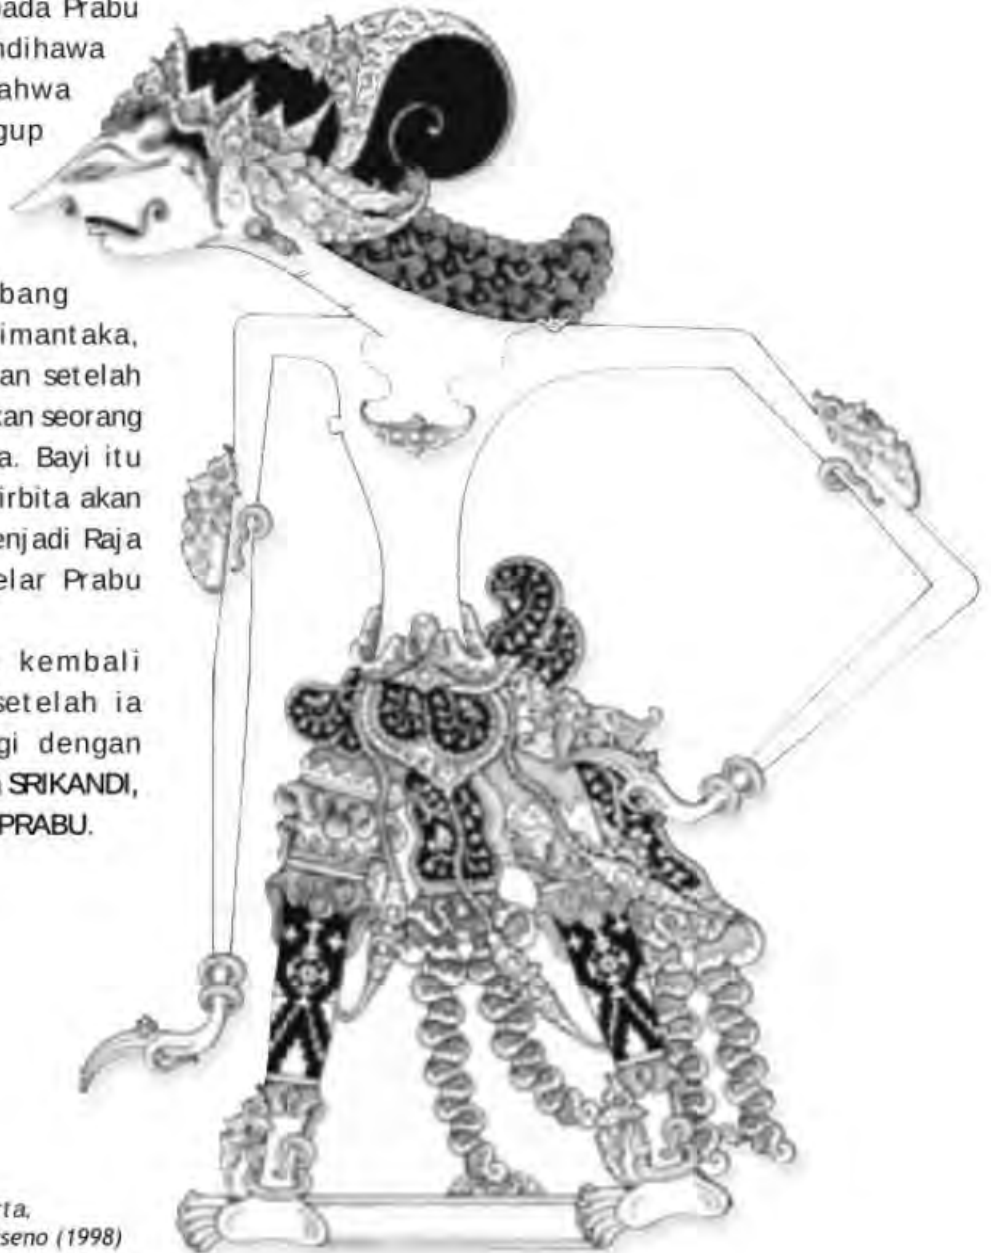 ada Prabu
ndihawa
ahwa
gup
bang
imantaka,
an setelah
kan seorang
a. Bayi itu
irbita akan
enjadi Raja
elar Prabu
kembali
setelah ia
gi dengan
SRIKANDI,
PRABU.
rta,
seno (1998)